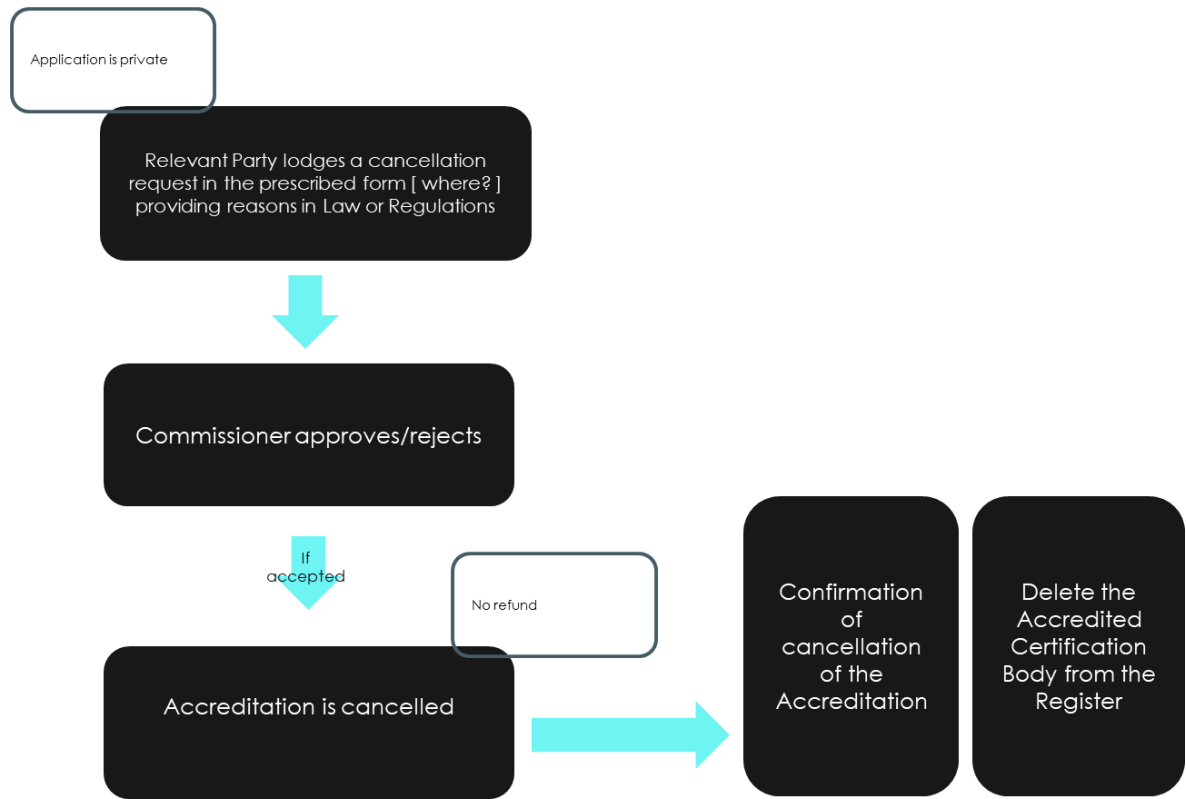 Application is private
Relevant Party lodges a cancellation
request in the prescribed form [ where? ]
providing reasons in Law or Regulations
Commissioner approves/rejects
If
accepted
No refund
Accreditation is cancelled
Confirmation
of
cancellation
of the
Accreditation
Delete the
Accredited
Certification
Body from the
Register